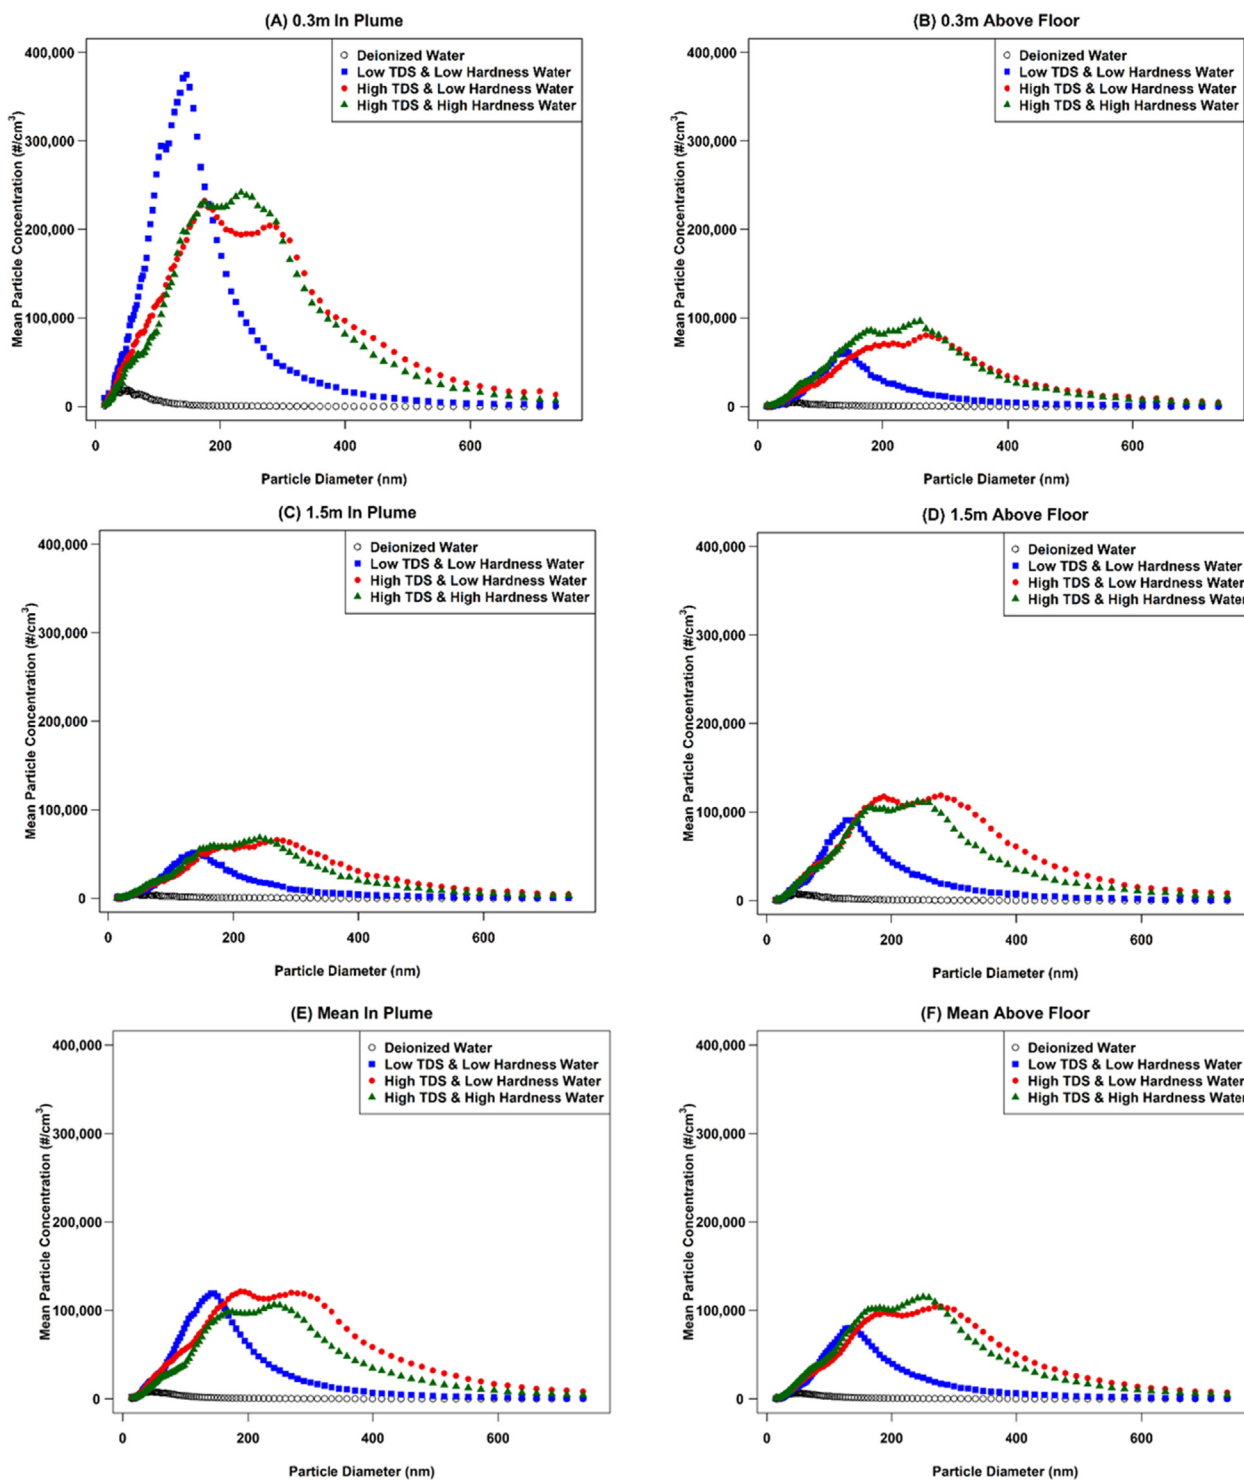 (A) 0.3m In Plume
Mean Particle Concentration (#/cm³)
400,000
300,000
200,000
100,000
0
Deionized Water
Low TDS & Low Hardness Water
High TDS & Low Hardness Water
High TDS & High Hardness Water
0 200 400 600
Particle Diameter (nm)
(B) 0.3m Above Floor
Mean Particle Concentration (#/cm³)
400,000
300,000
200,000
100,000
0
Deionized Water
Low TDS & Low Hardness Water
High TDS & Low Hardness Water
High TDS & High Hardness Water
0 200 400 600
Particle Diameter (nm)
(C) 1.5m In Plume
Mean Particle Concentration (#/cm³)
400,000
300,000
200,000
100,000
0
Deionized Water
Low TDS & Low Hardness Water
High TDS & Low Hardness Water
High TDS & High Hardness Water
0 200 400 600
Particle Diameter (nm)
(D) 1.5m Above Floor
Mean Particle Concentration (#/cm³)
400,000
300,000
200,000
100,000
0
Deionized Water
Low TDS & Low Hardness Water
High TDS & Low Hardness Water
High TDS & High Hardness Water
0 200 400 600
Particle Diameter (nm)
(E) Mean In Plume
Mean Particle Concentration (#/cm³)
400,000
300,000
200,000
100,000
0
Deionized Water
Low TDS & Low Hardness Water
High TDS & Low Hardness Water
High TDS & High Hardness Water
0 200 400 600
Particle Diameter (nm)
(F) Mean Above Floor
Mean Particle Concentration (#/cm³)
400,000
300,000
200,000
100,000
0
Deionized Water
Low TDS & Low Hardness Water
High TDS & Low Hardness Water
High TDS & High Hardness Water
0 200 400 600
Particle Diameter (nm)